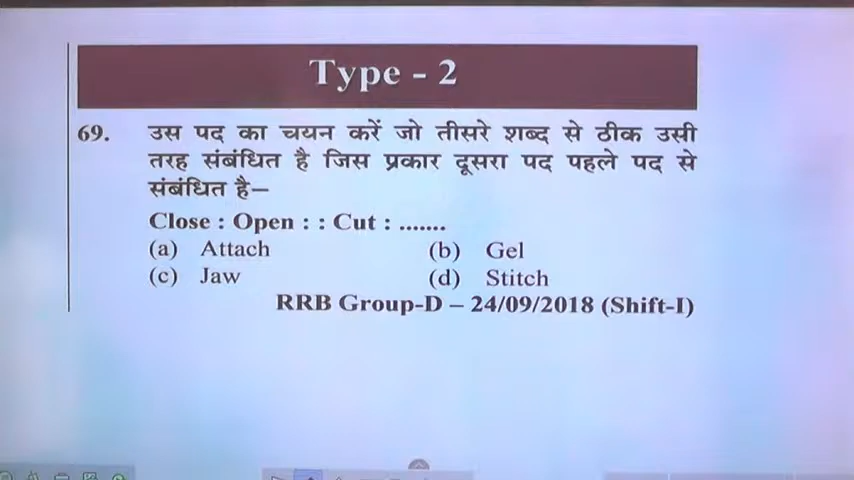 Type - 2
69. उस पद का चयन करें जो तीसरे शब्द से ठीक उसी
तरह संबंधित है जिस प्रकार दूसरा पद पहले पद से
संबंधित है–
Close : Open : : Cut : .......
(a) Attach (b) Gel
(c) Jaw (d) Stitch
RRB Group-D – 24/09/2018 (Shift-I)